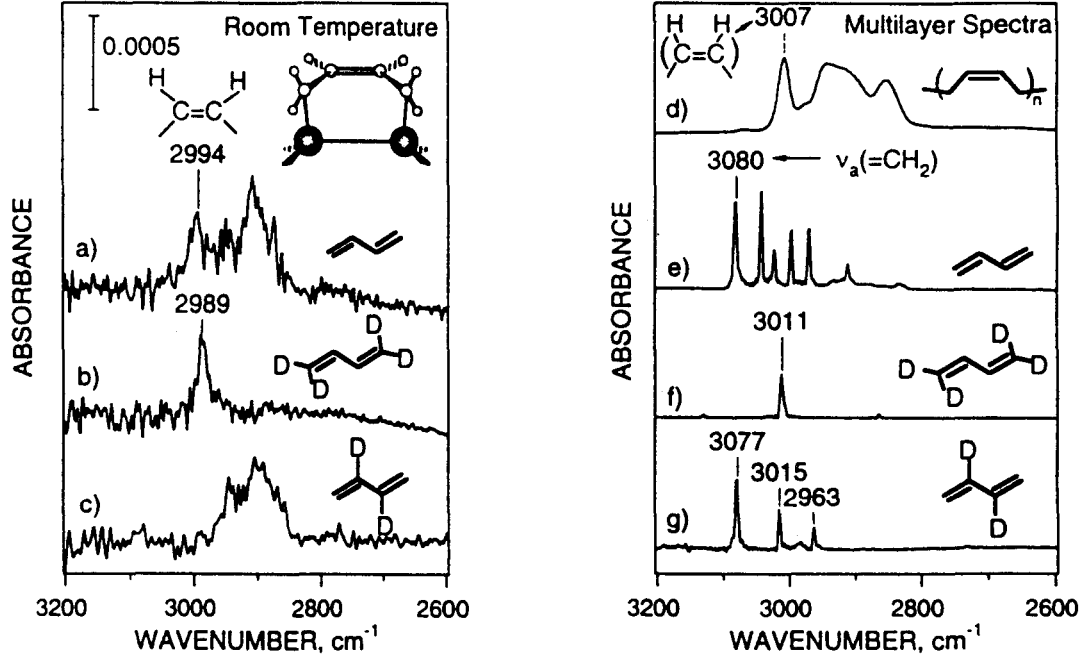 Room Temperature
0.0005
H H
C=C
2994
a)
2989
D D
D D
b)
D
D
c)
ABSORBANCE
3200 3000 2800 2600
WAVENUMBER, cm-1
Multilayer Spectra
H H 3007
(C=C)
( )n
d)
3080 ← νa(=CH2)
e)
3011
D D
D D
f)
3077
3015
2963
D
D
g)
ABSORBANCE
3200 3000 2800 2600
WAVENUMBER, cm-1